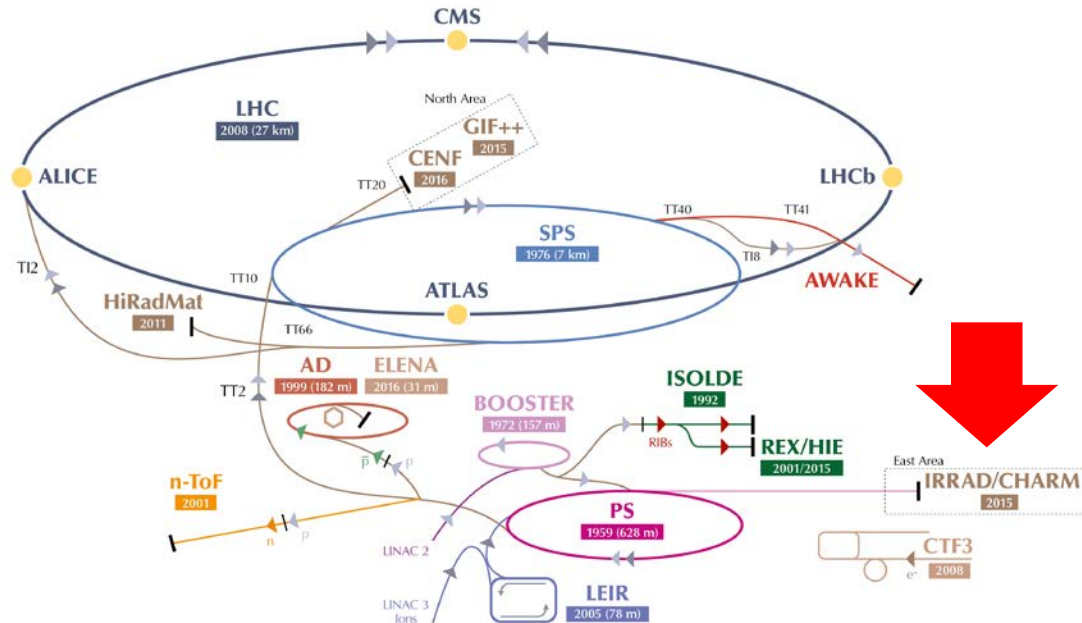 CMS
North Area
LHC
2008 (27 km)
GIF++
2015
CENF
2016
ALICE
LHCb
TT20
TT40
TT41
SPS
1976 (7 km)
TI8
TI2
TT10
AWAKE
ATLAS
HiRadMat
2011
TT66
AD
1999 (182 m)
ELENA
2016 (31 m)
TT2
ISOLDE
1992
BOOSTER
1972 (157 m)
RIBs
REX/HIE
2001/2015
p̅
p
East Area
IRRAD/CHARM
2015
n-ToF
2001
PS
1959 (628 m)
n
p
LINAC 2
CTF3
2008
e-
LEIR
2005 (78 m)
LINAC 3
Ions